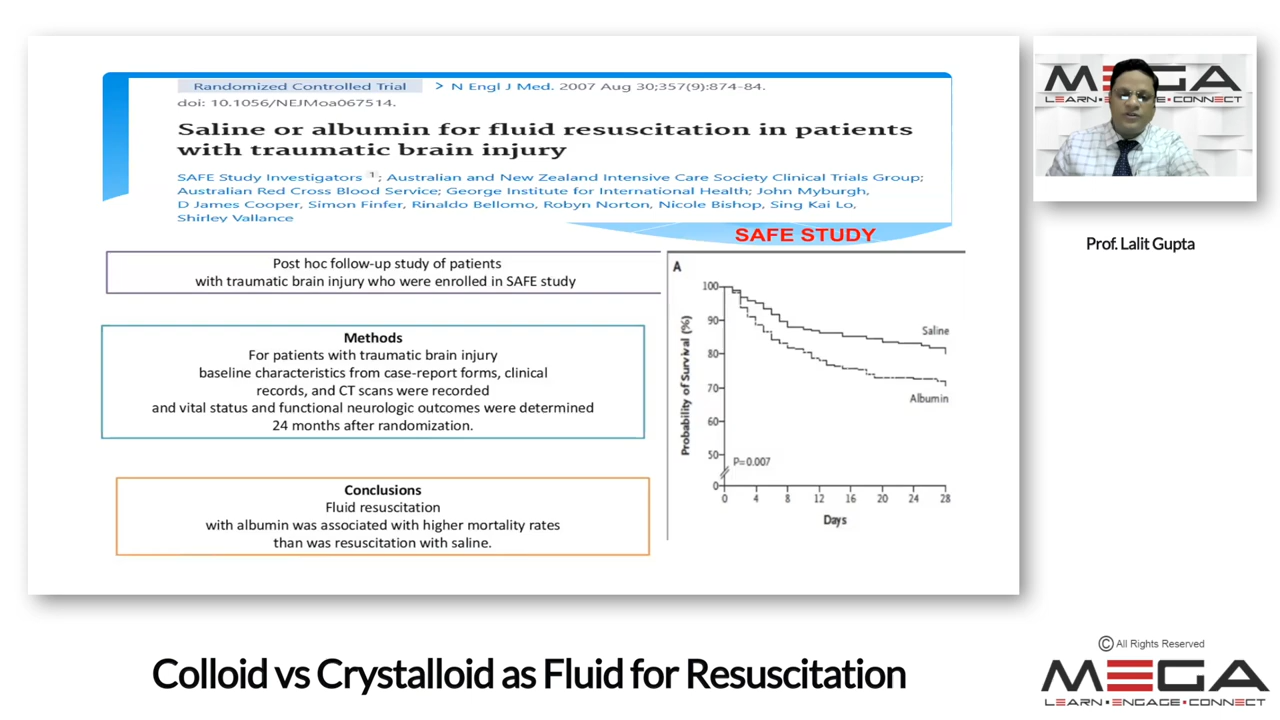 Randomized Controlled Trial > N Engl J Med. 2007 Aug 30;357(9):874-84.
doi: 10.1056/NEJMoa067514.
Saline or albumin for fluid resuscitation in patients
with traumatic brain injury
SAFE Study Investigators 1; Australian and New Zealand Intensive Care Society Clinical Trials Group;
Australian Red Cross Blood Service; George Institute for International Health; John Myburgh,
D James Cooper, Simon Finfer, Rinaldo Bellomo, Robyn Norton, Nicole Bishop, Sing Kai Lo,
Shirley Vallance
SAFE STUDY
Post hoc follow-up study of patients
with traumatic brain injury who were enrolled in SAFE study
Methods
For patients with traumatic brain injury
baseline characteristics from case-report forms, clinical
records, and CT scans were recorded
and vital status and functional neurologic outcomes were determined
24 months after randomization.
Conclusions
Fluid resuscitation
with albumin was associated with higher mortality rates
than was resuscitation with saline.
A
Probability of Survival (%)
100
90
80
70
60
50
0
Saline
Albumin
P=0.007
0 4 8 12 16 20 24 28
Days
MEGA
LEARN·ENGAGE·CONNECT
Prof. Lalit Gupta
Colloid vs Crystalloid as Fluid for Resuscitation
© All Rights Reserved
MEGA
LEARN·ENGAGE·CONNECT